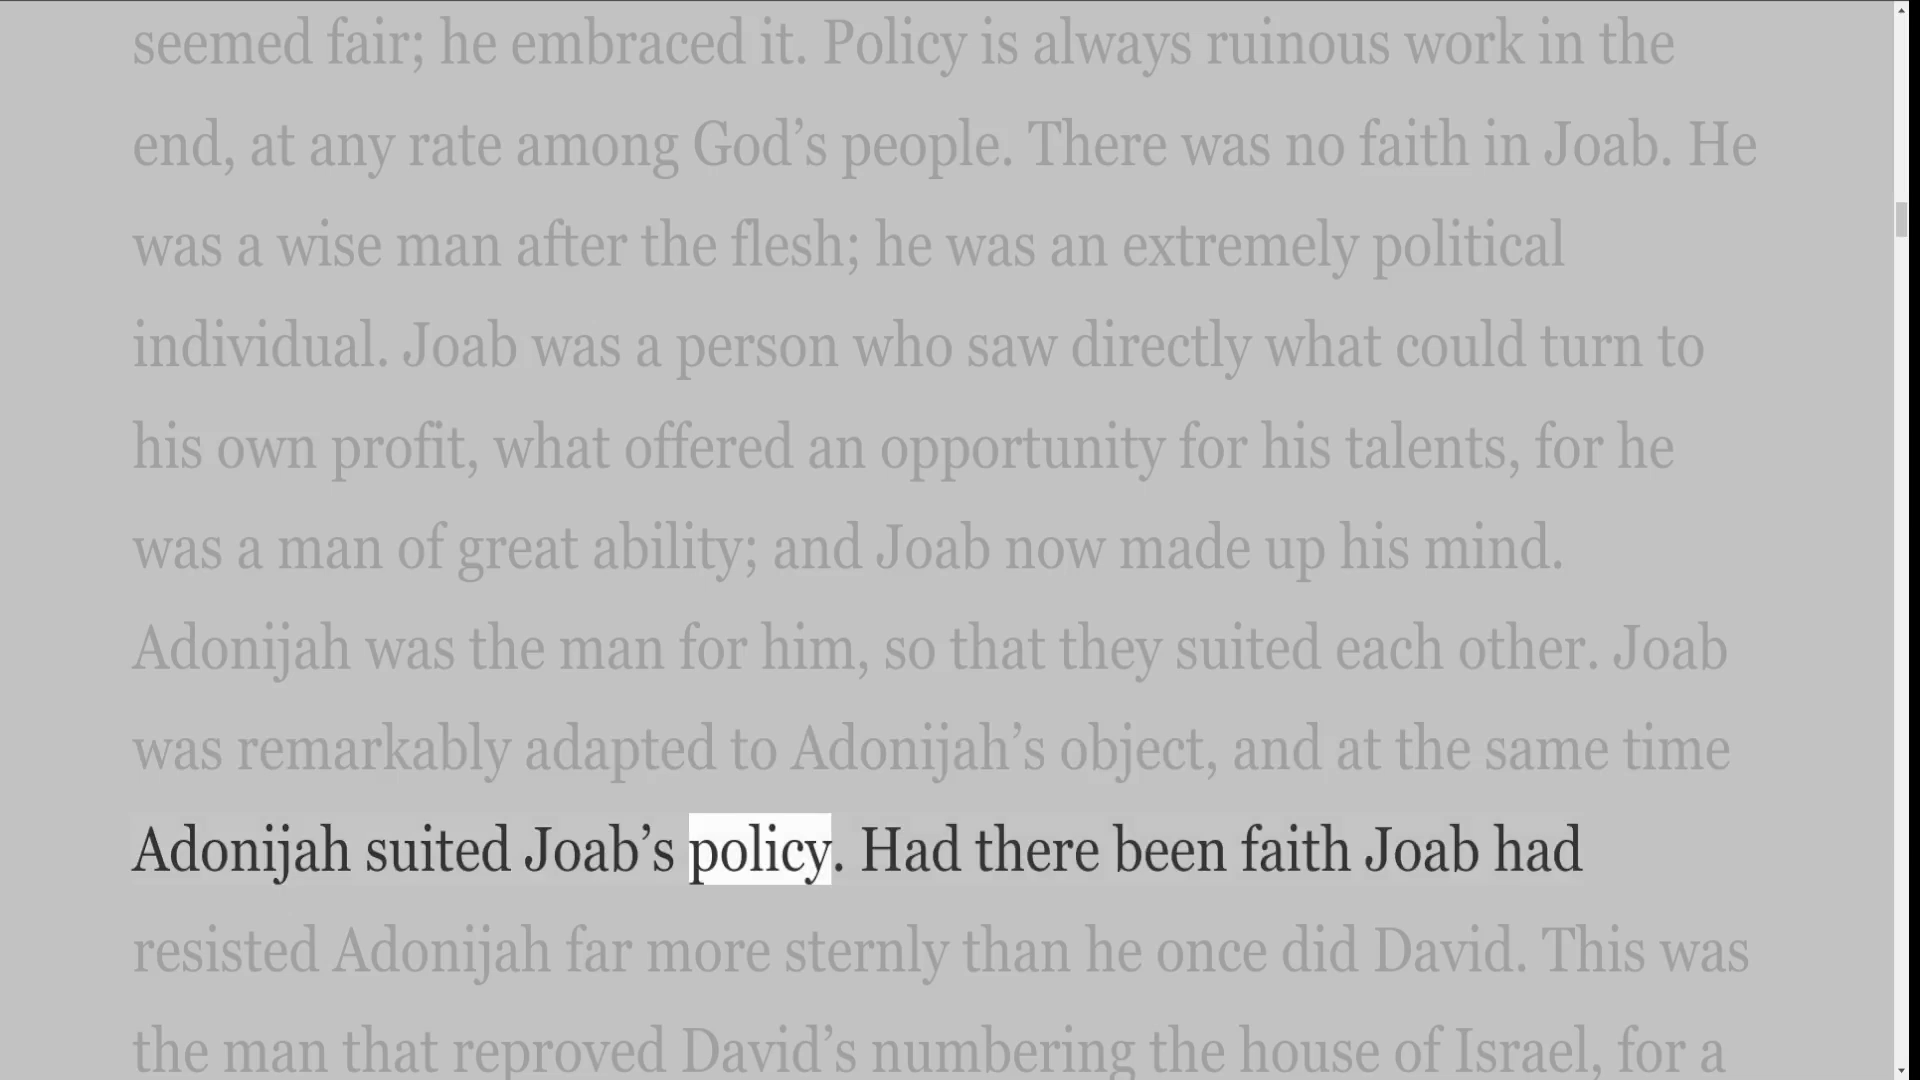 seemed fair; he embraced it. Policy is always ruinous work in the
end, at any rate among God’s people. There was no faith in Joab. He
was a wise man after the flesh; he was an extremely political
individual. Joab was a person who saw directly what could turn to
his own profit, what offered an opportunity for his talents, for he
was a man of great ability; and Joab now made up his mind.
Adonijah was the man for him, so that they suited each other. Joab
was remarkably adapted to Adonijah’s object, and at the same time
Adonijah suited Joab’s policy. Had there been faith Joab had
resisted Adonijah far more sternly than he once did David. This was
the man that reproved David’s numbering the house of Israel, for a